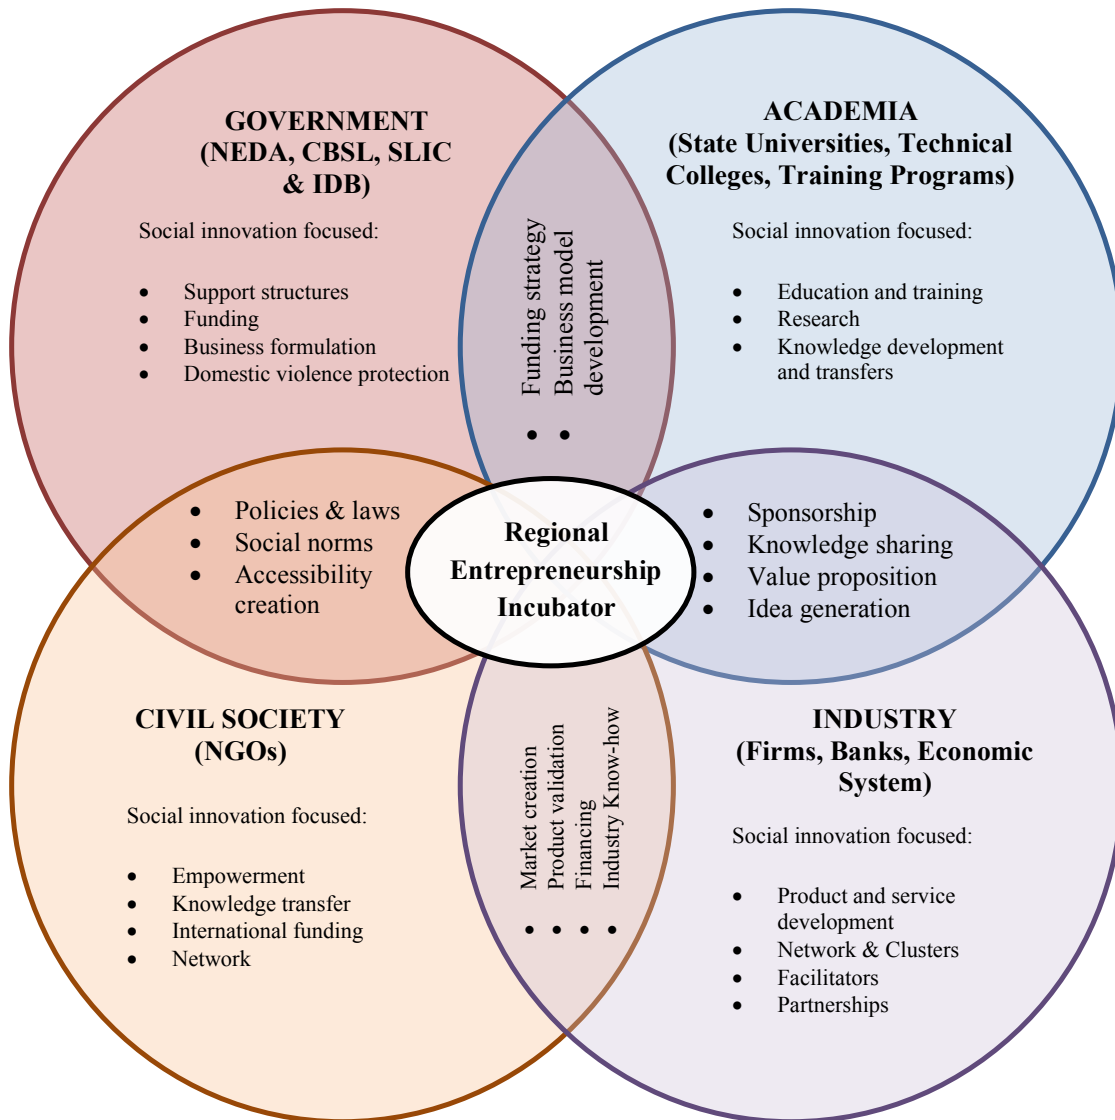 GOVERNMENT
(NEDA, CBSL, SLIC
& IDB)
Social innovation focused:
• Support structures
• Funding
• Business formulation
• Domestic violence protection
• Funding strategy
• Business model
development
ACADEMIA
(State Universities, Technical
Colleges, Training Programs)
Social innovation focused:
• Education and training
• Research
• Knowledge development
and transfers
• Policies & laws
• Social norms
• Accessibility
creation
Regional
Entrepreneurship
Incubator
• Sponsorship
• Knowledge sharing
• Value proposition
• Idea generation
CIVIL SOCIETY
(NGOs)
Social innovation focused:
• Empowerment
• Knowledge transfer
• International funding
• Network
• Market creation
• Product validation
• Financing
• Industry Know-how
INDUSTRY
(Firms, Banks, Economic
System)
Social innovation focused:
• Product and service
development
• Network & Clusters
• Facilitators
• Partnerships